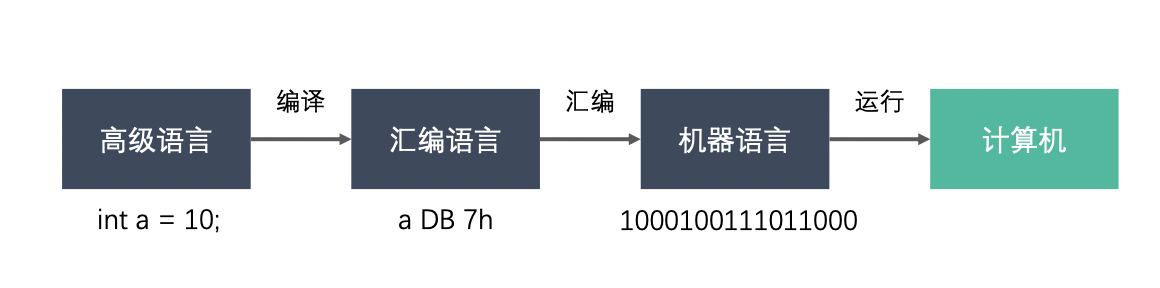 编译
汇编
运行
高级语言
汇编语言
机器语言
计算机
int a = 10;
a DB 7h
1000100111011000